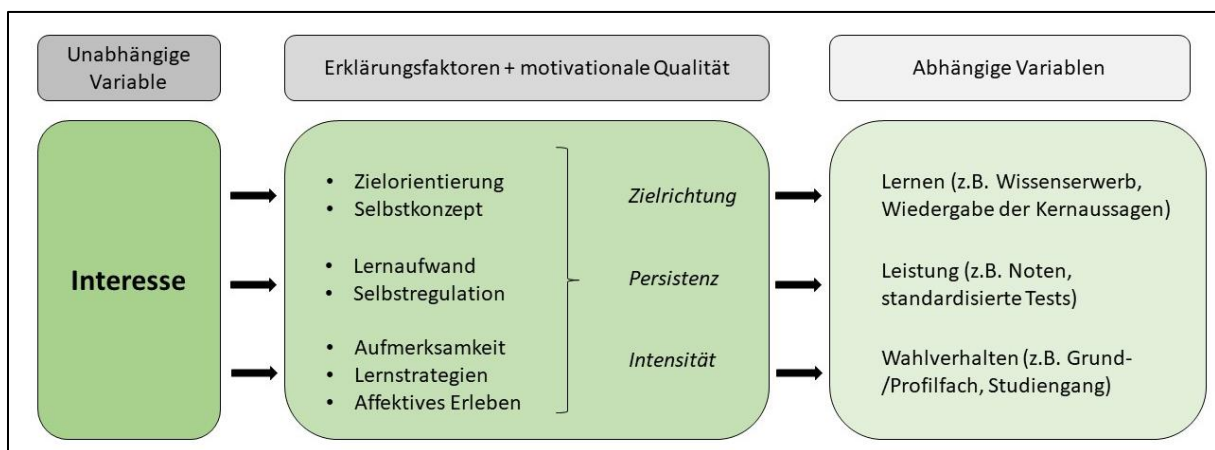 Unabhängige
Variable
Erklärungsfaktoren + motivationale Qualität
Abhängige Variablen
Interesse
• Zielorientierung
• Selbstkonzept
• Lernaufwand
• Selbstregulation
• Aufmerksamkeit
• Lernstrategien
• Affektives Erleben
Zielrichtung
Persistenz
Intensität
Lernen (z.B. Wissenserwerb,
Wiedergabe der Kernaussagen)
Leistung (z.B. Noten,
standardisierte Tests)
Wahlverhalten (z.B. Grund-
/Profilfach, Studiengang)